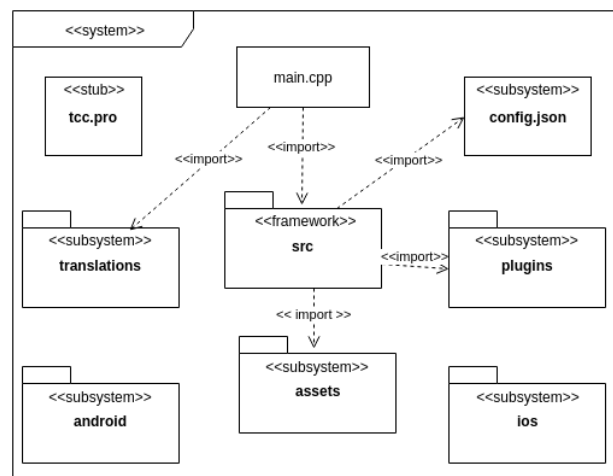 <<system>>
<<stub>>
tcc.pro
main.cpp
<<subsystem>>
config.json
<<import>>
<<import>>
<<import>>
<<subsystem>>
translations
<<framework>>
src
<<import>>
<<subsystem>>
plugins
<< import >>
<<subsystem>>
android
<<subsystem>>
assets
<<subsystem>>
ios